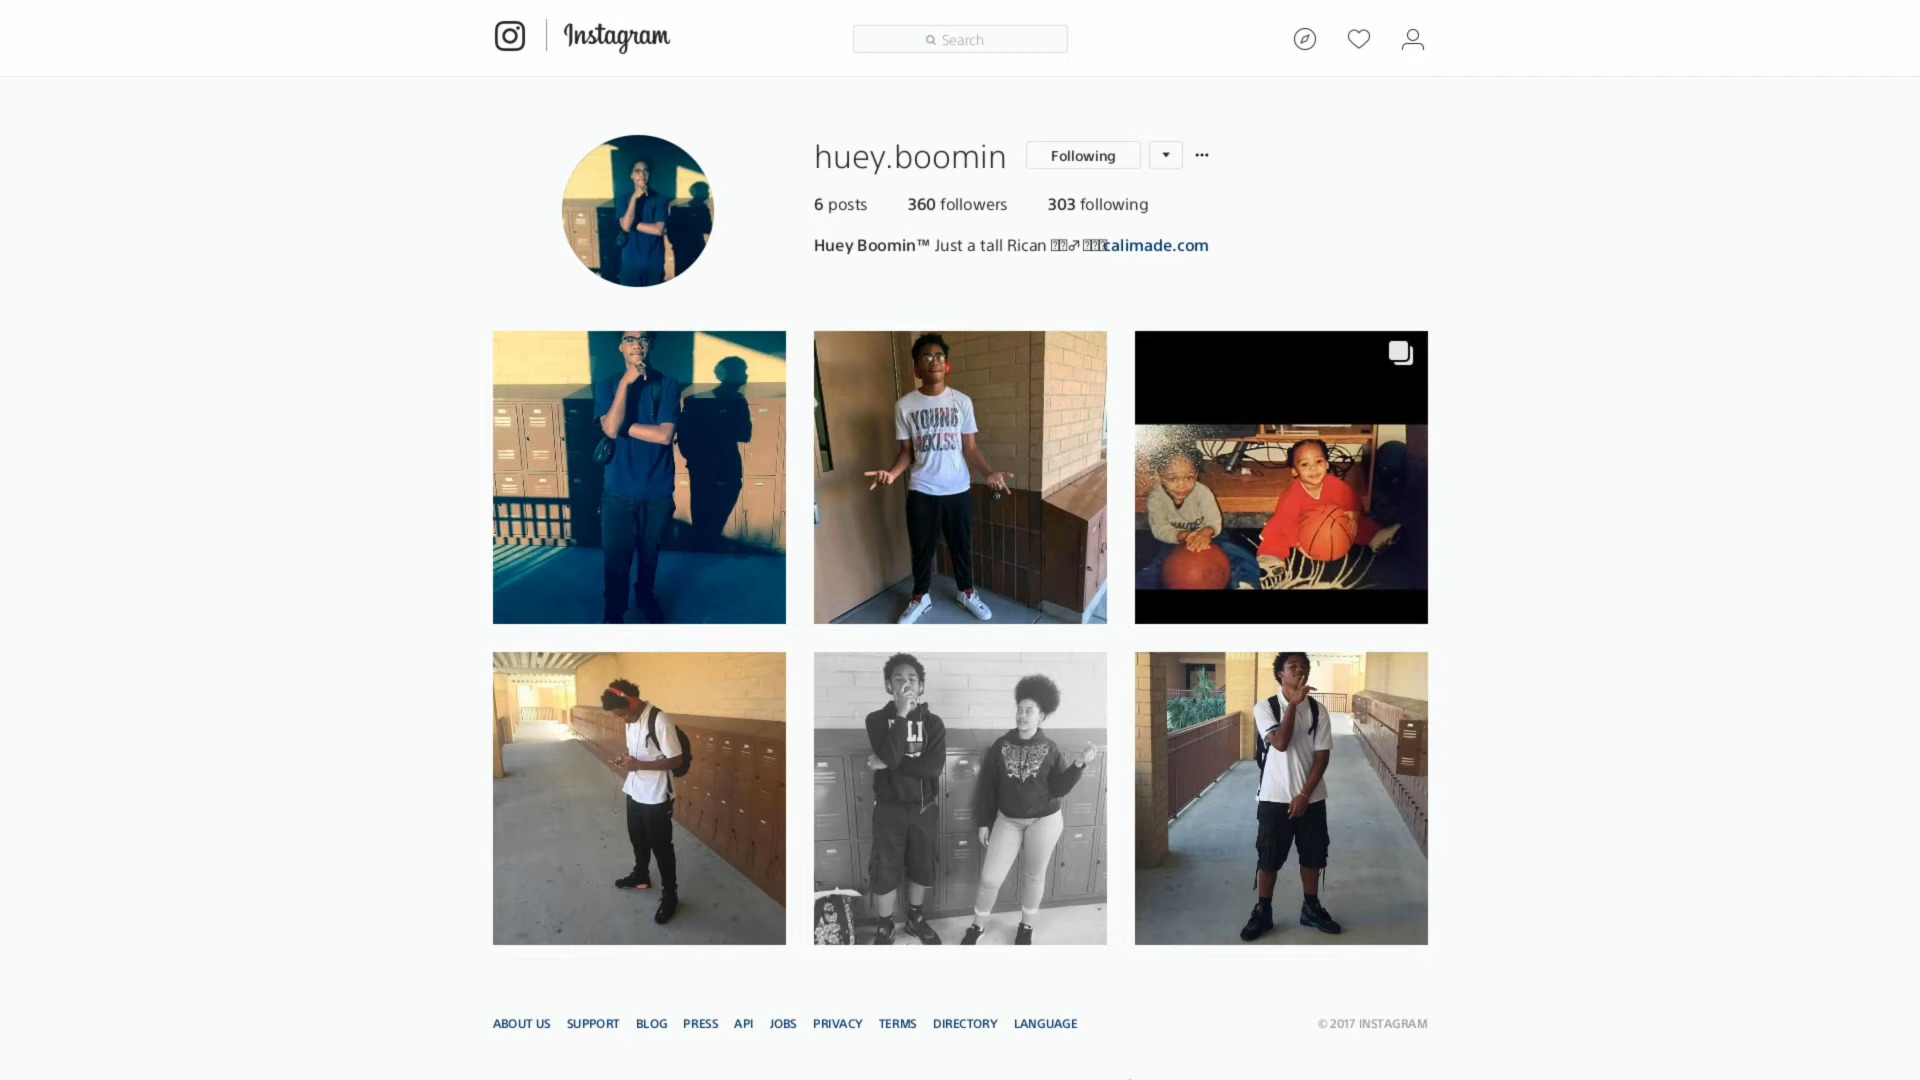 Instagram
Search
huey.boomin Following
6 posts 360 followers 303 following
Huey Boomin™ Just a tall Rican ♂ calimade.com
YOUNG
ABOUT US SUPPORT BLOG PRESS API JOBS PRIVACY TERMS DIRECTORY LANGUAGE © 2017 INSTAGRAM